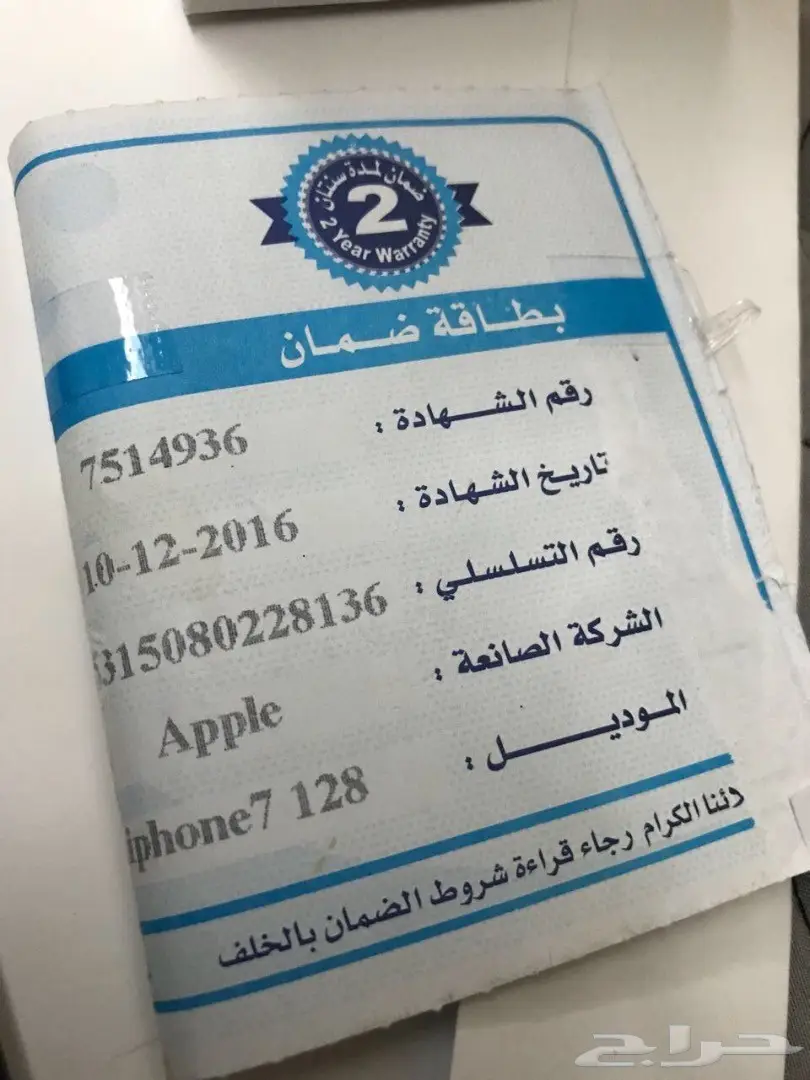 ضمان لمدة سنتان
2
2 Year Warranty
بطاقة ضمان
رقم الشهادة : 7514936
تاريخ الشهادة : 10-12-2016
رقم التسلسلي : 315080228136
الشركة الصانعة : Apple
الموديل : iphone7 128
ائنا الكرام رجاء قراءة شروط الضمان بالخلف
حراج